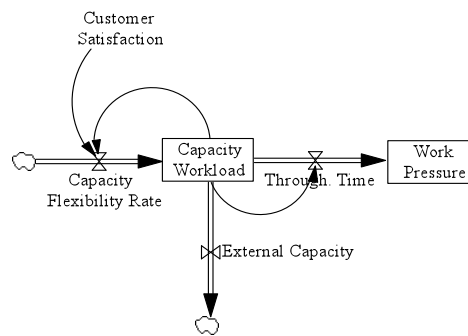 Customer
Satisfaction
Capacity
Workload
Work
Pressure
Capacity
Flexibility Rate
Through. Time
External Capacity